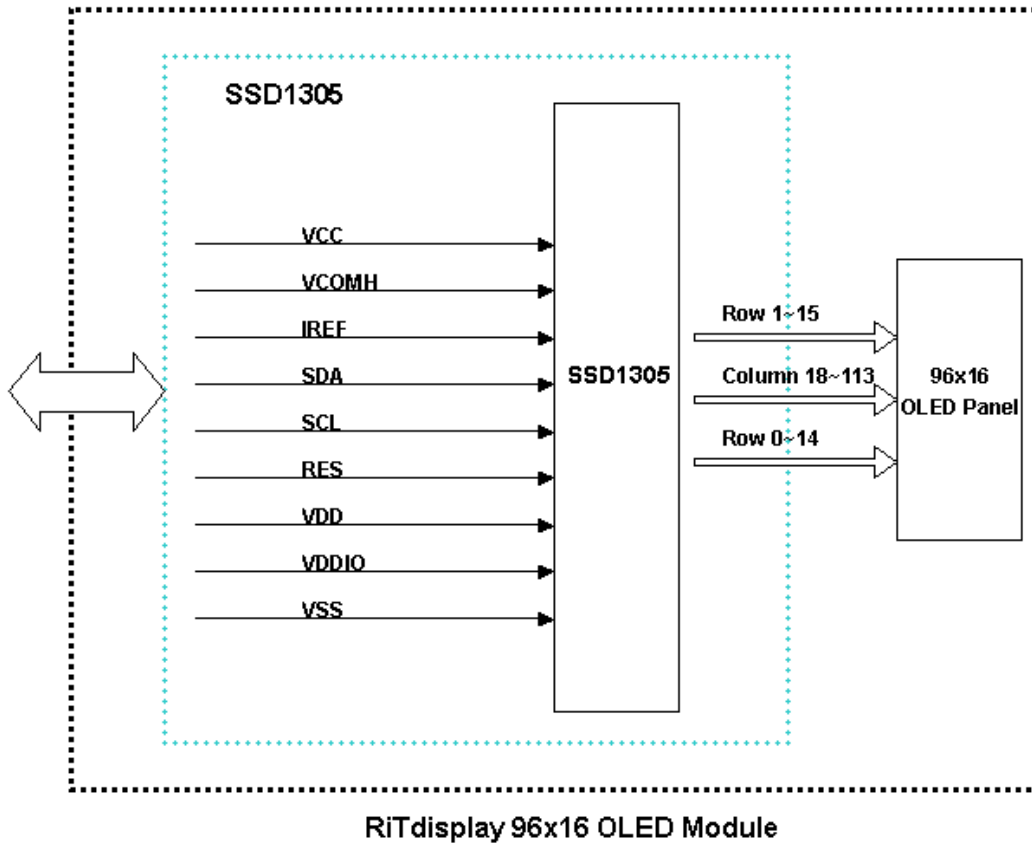 SSD1305
VCC
VCOMH
IREF
SDA
SCL
RES
VDD
VDDIO
VSS
SSD1305
Row 1~15
Column 18~113
Row 0~14
96x16
OLED Panel
RiTdisplay 96x16 OLED Module